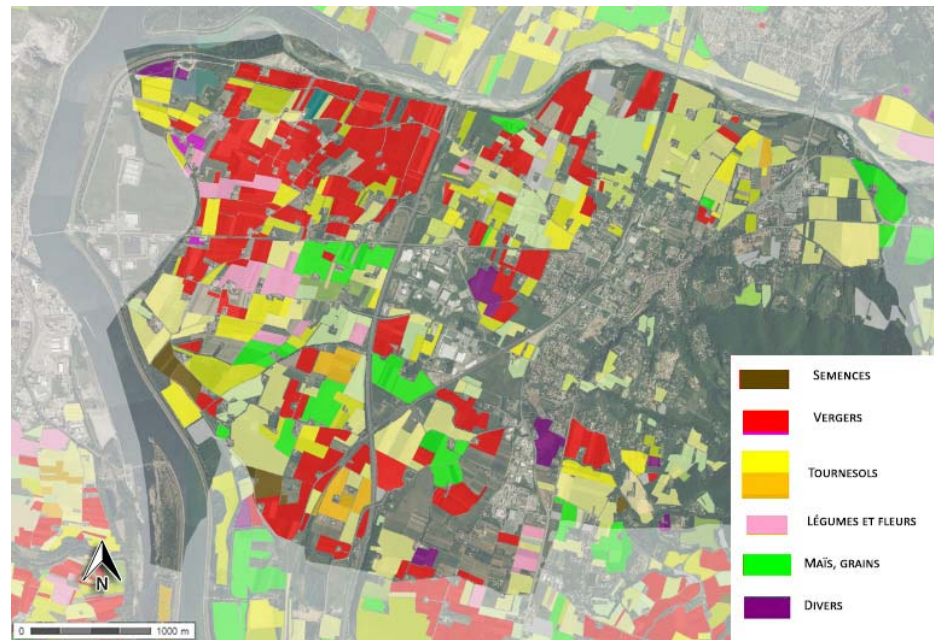 SEMENCES
VERGERS
TOURNESOLS
LÉGUMES ET FLEURS
MAÏS, GRAINS
DIVERS
N
0 1000 m